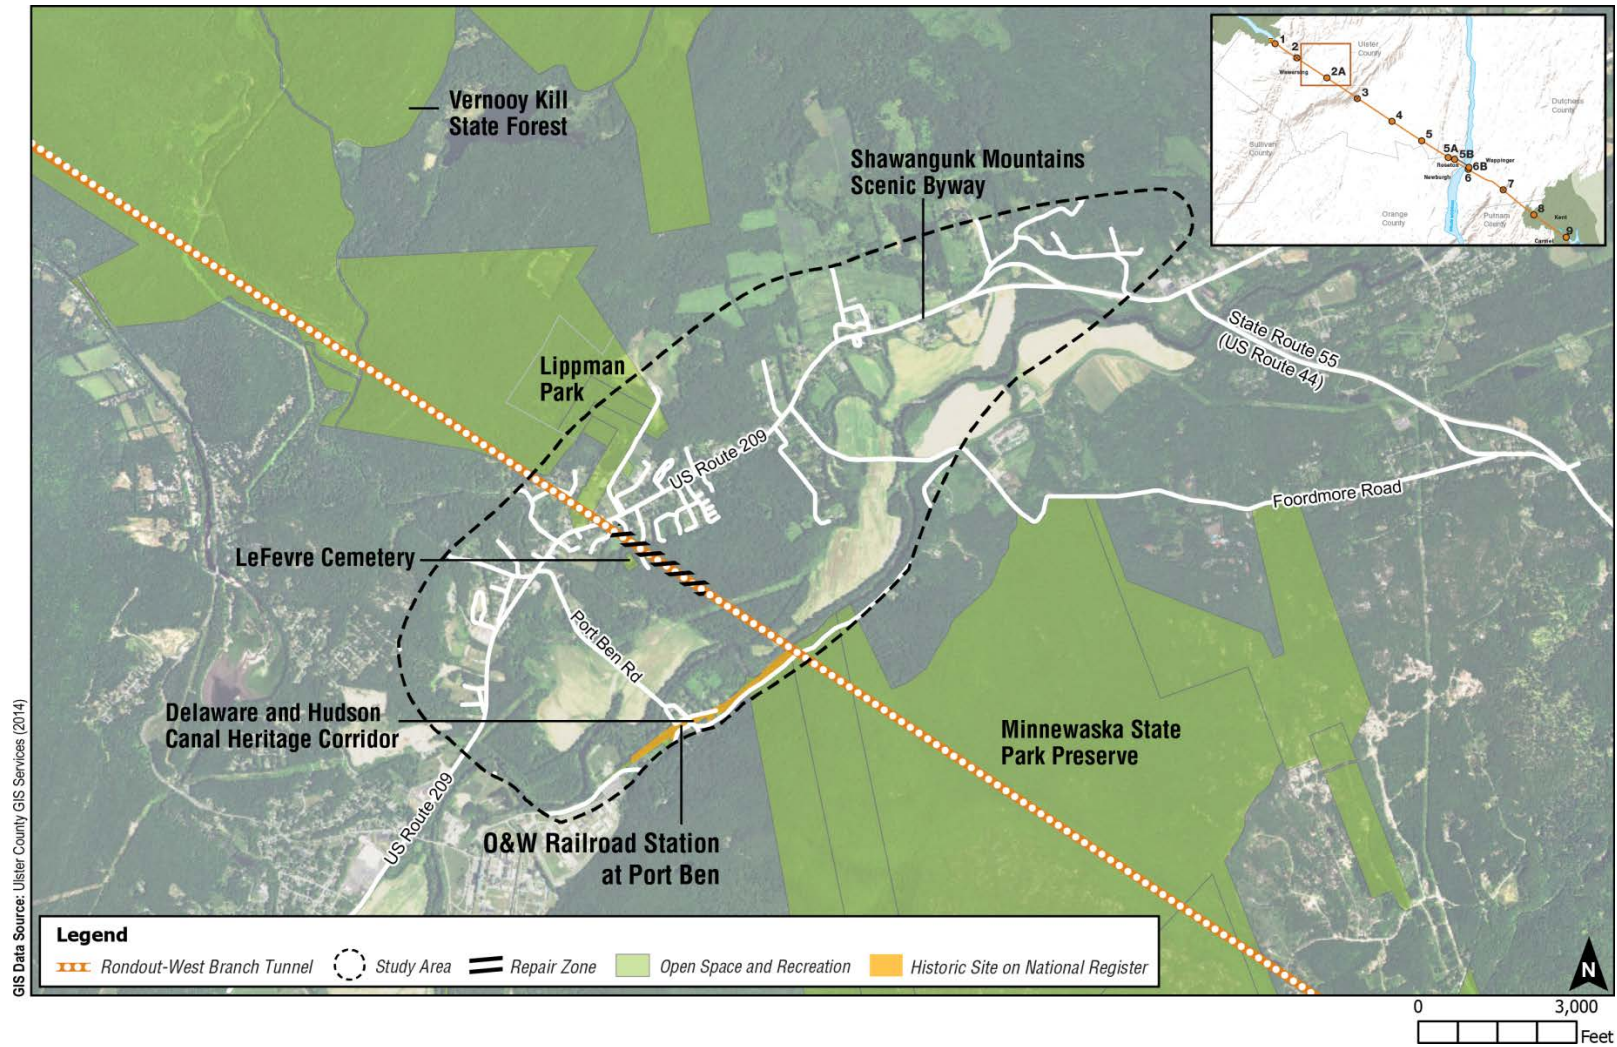 Vernooy Kill
State Forest
Shawangunk Mountains
Scenic Byway
Lippman
Park
US Route 209
State Route 55
(US Route 44)
Foordmore Road
LeFevre Cemetery
Port Ben Rd
Delaware and Hudson
Canal Heritage Corridor
Minnewaska State
Park Preserve
US Route 209
O&W Railroad Station
at Port Ben
1
2
Ulster
County
Wawarsing
2A
3
4
5
Dutchess
County
Sullivan
County
5A
5B
Roseton
Wappinger
6B
6
Newburgh
7
Orange
County
Putnam
County
8
Kent
9
Carmel
GIS Data Source: Ulster County GIS Services (2014)
Legend
Rondout-West Branch Tunnel
Study Area
Repair Zone
Open Space and Recreation
Historic Site on National Register
N
0
3,000
Feet